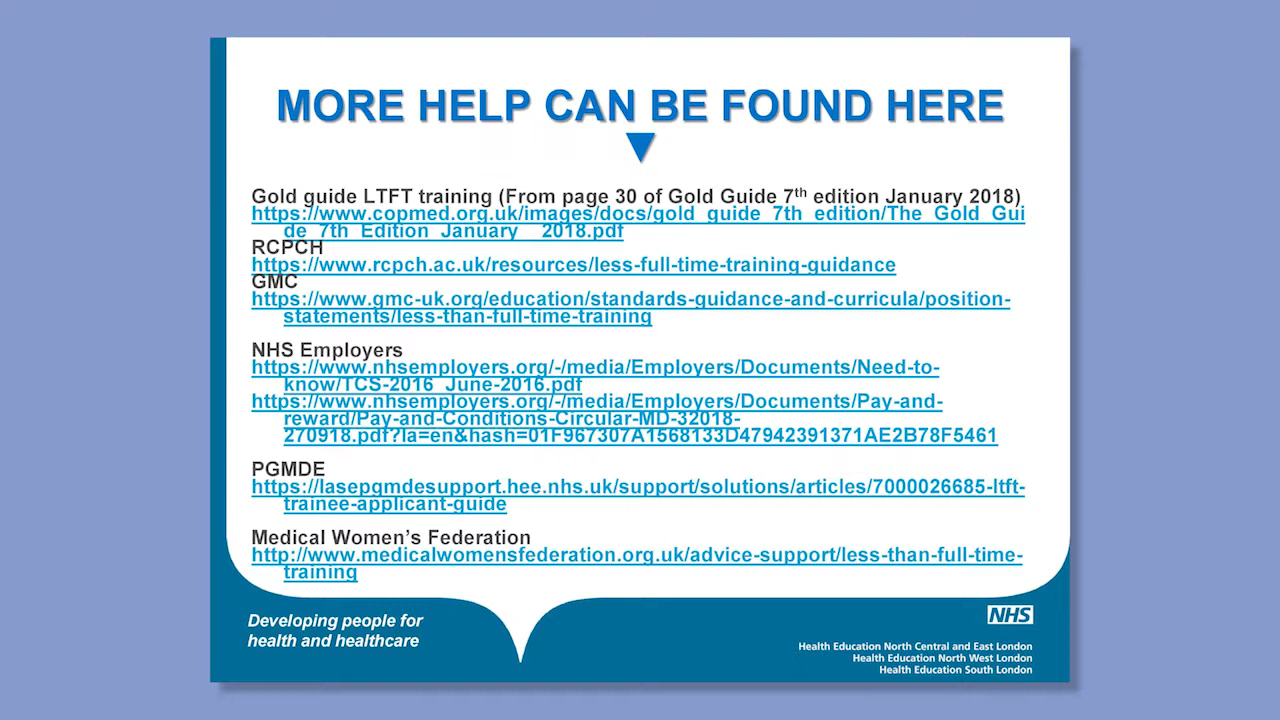 MORE HELP CAN BE FOUND HERE
Gold guide LTFT training (From page 30 of Gold Guide 7th edition January 2018)
https://www.copmed.org.uk/images/docs/gold_guide_7th_edition/The_Gold_Gui
de_7th_Edition_January__2018.pdf
RCPCH
https://www.rcpch.ac.uk/resources/less-full-time-training-guidance
GMC
https://www.gmc-uk.org/education/standards-guidance-and-curricula/position-
statements/less-than-full-time-training
NHS Employers
https://www.nhsemployers.org/-/media/Employers/Documents/Need-to-
know/TCS-2016_June-2016.pdf
https://www.nhsemployers.org/-/media/Employers/Documents/Pay-and-
reward/Pay-and-Conditions-Circular-MD-32018-
270918.pdf?la=en&hash=01F967307A1568133D47942391371AE2B78F5461
PGMDE
https://lasepgmdesupport.hee.nhs.uk/support/solutions/articles/7000026685-ltft-
trainee-applicant-guide
Medical Women’s Federation
http://www.medicalwomensfederation.org.uk/advice-support/less-than-full-time-
training
Developing people for
health and healthcare
NHS
Health Education North Central and East London
Health Education North West London
Health Education South London